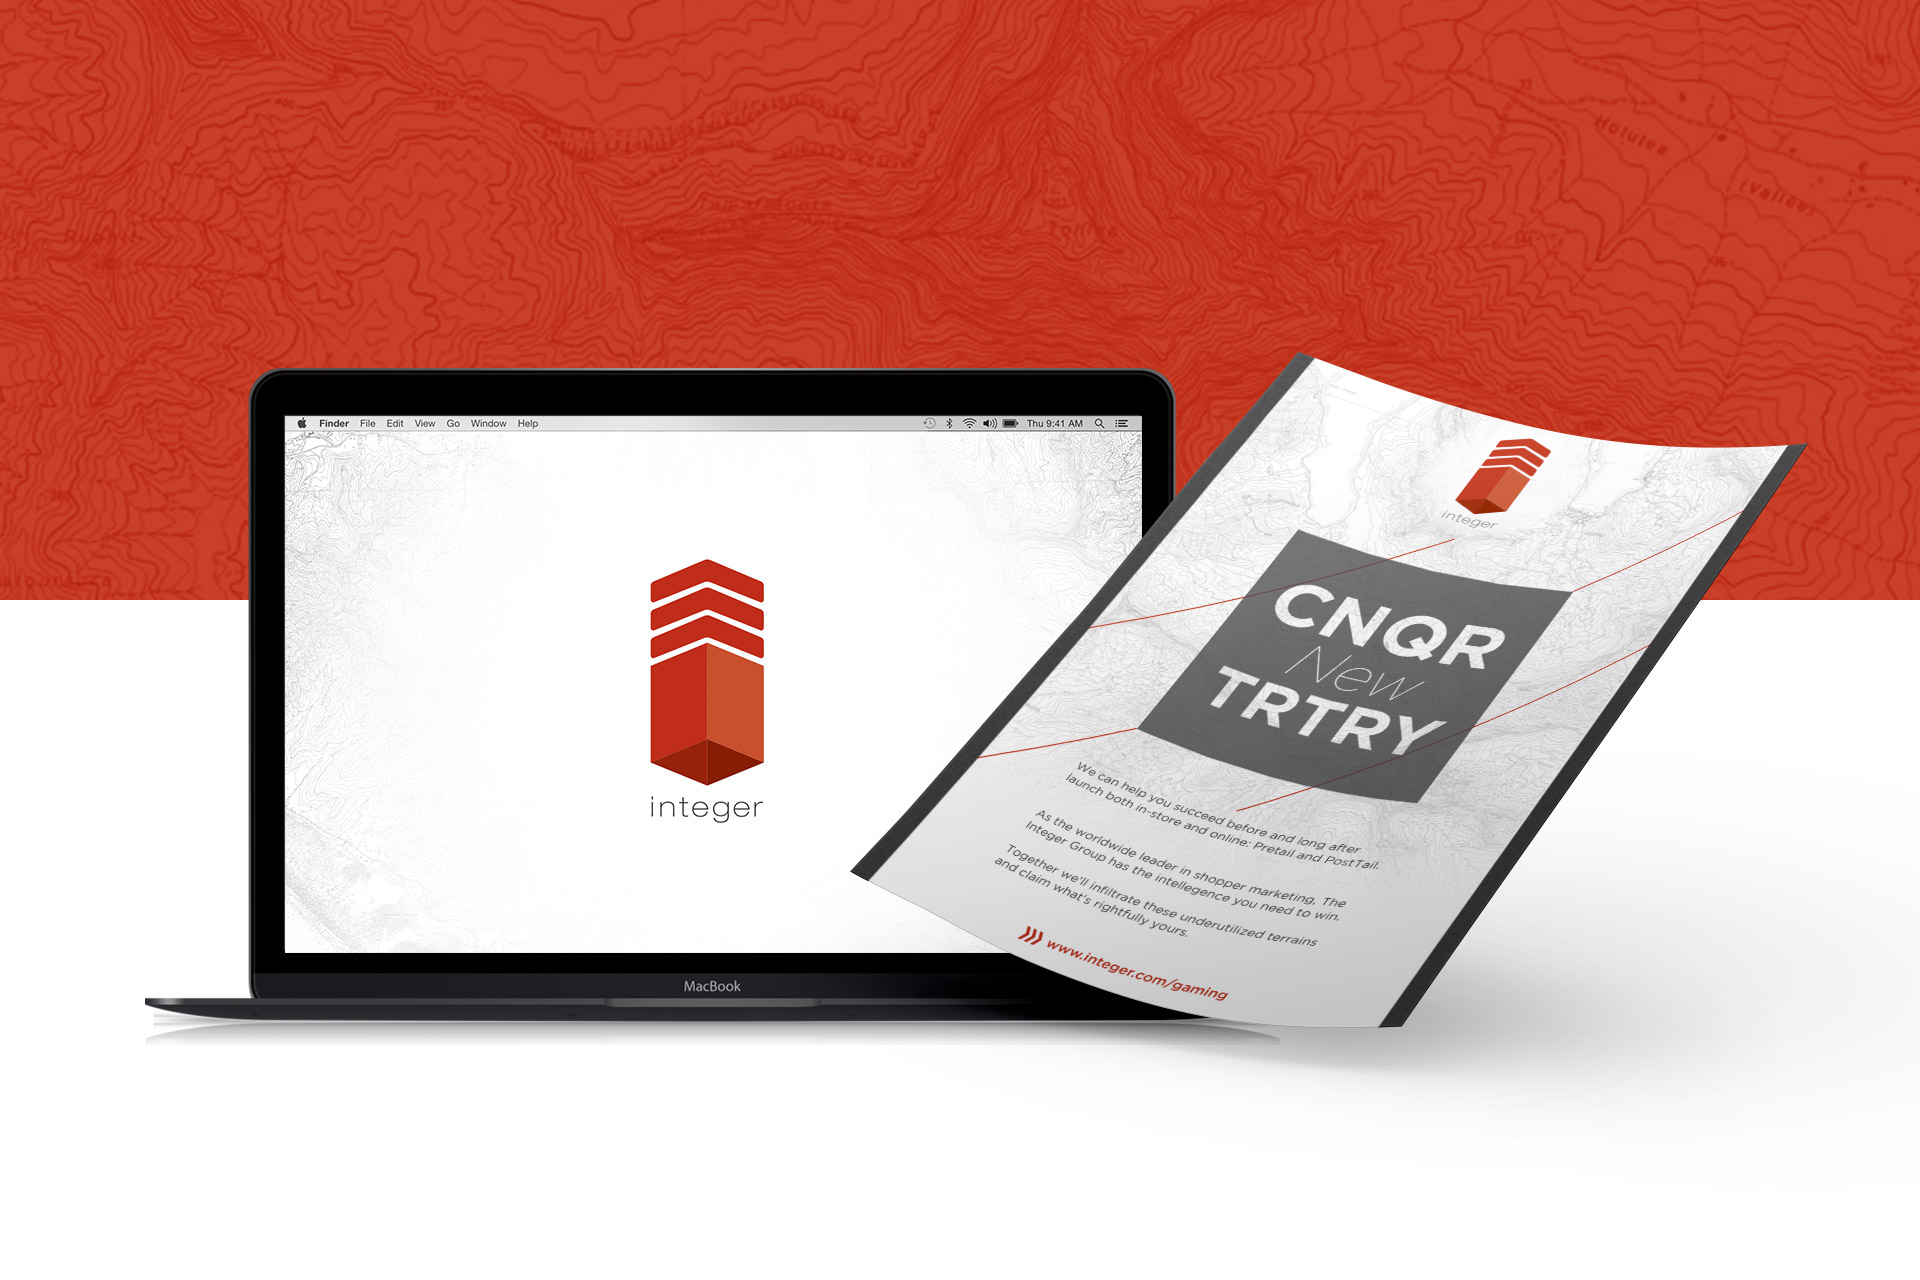 Holutea
(Vallee)
Finder File Edit View Go Window Help
Thu 9:41 AM
integer
MacBook
integer
CNQR
New
TRTRY
We can help you succeed before and long after
launch both in-store and online: Pretail and PostTail.
As the worldwide leader in shopper marketing, The
Integer Group has the intellegence you need to win.
Together we'll infiltrate these underutilized terrains
and claim what's rightfully yours.
www.integer.com/gaming